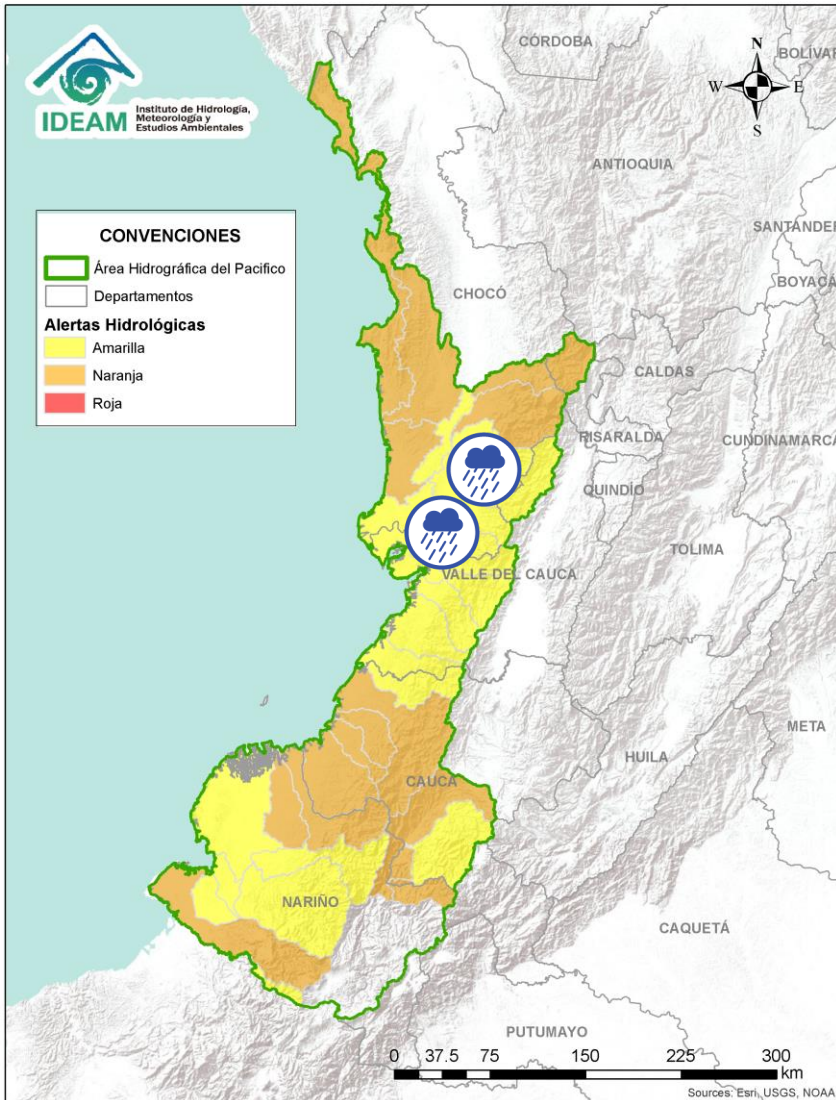 IDEAM
Instituto de Hidrología,
Meteorología y
Estudios Ambientales
CÓRDOBA
BOLÍVAR
N
W
E
S
ANTIOQUIA
SANTANDER
BOYACÁ
CONVENCIONES
Área Hidrográfica del Pacifico
Departamentos
Alertas Hidrológicas
Amarilla
Naranja
Roja
CHOCÓ
CALDAS
RISARALDA
CUNDINAMARCA
QUINDÍO
TOLIMA
VALLE DEL CAUCA
META
HUILA
CAUCA
NARIÑO
CAQUETÁ
PUTUMAYO
0 37.5 75 150 225 300
km
Sources: Esri, USGS, NOAA